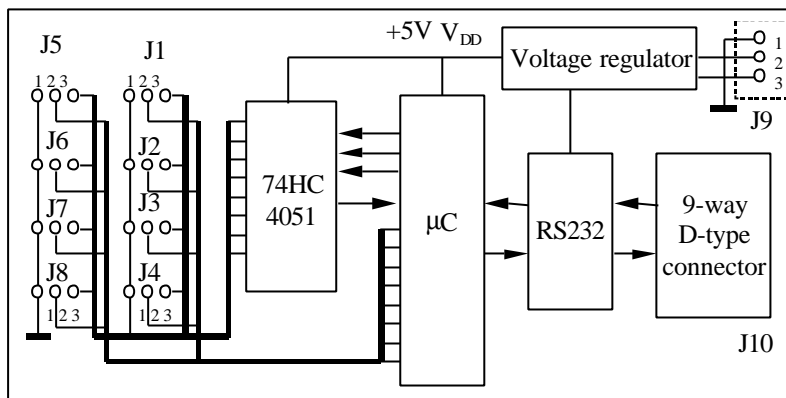 J5
J1
+5V V_DD
Voltage regulator
1
2
3
J9
1 2 3
1 2 3
J6
J2
J7
J3
J8
J4
1 2 3
1 2 3
74HC
4051
µC
RS232
9-way
D-type
connector
J10